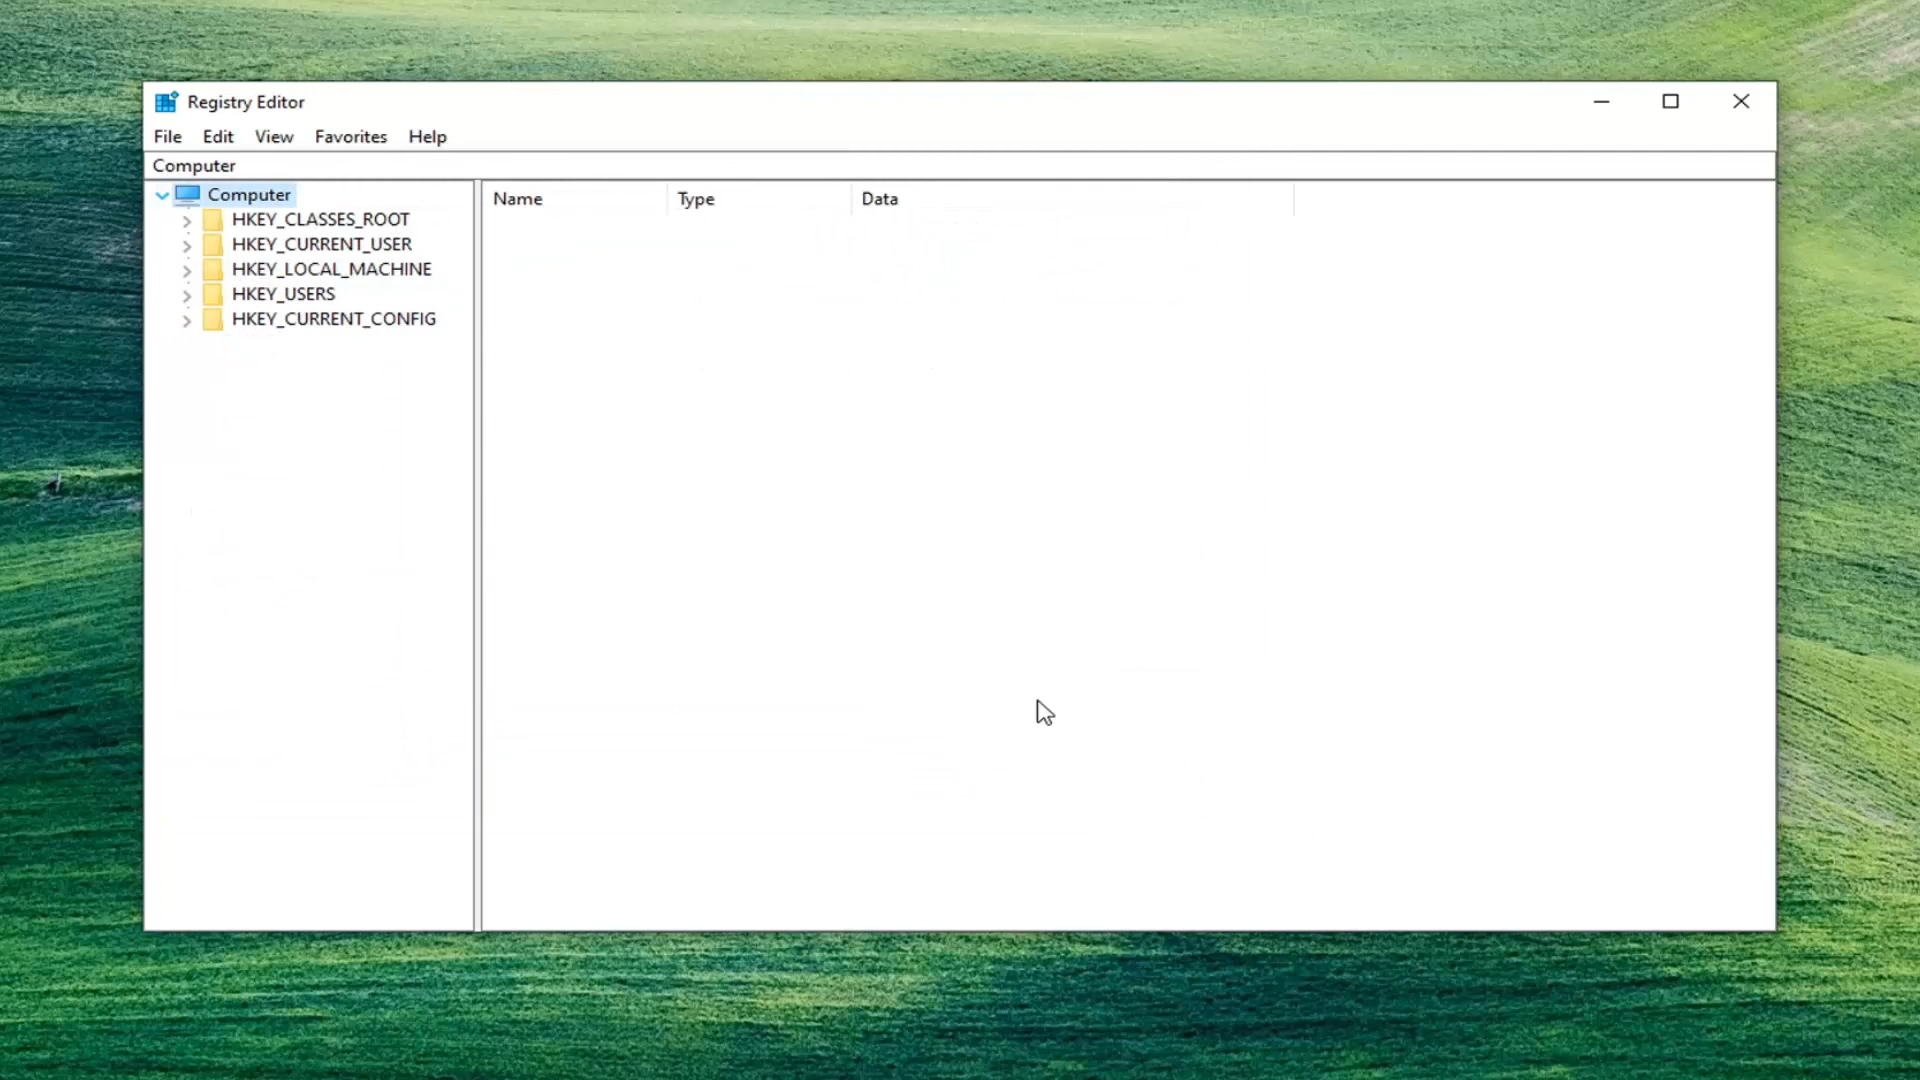 Registry Editor
File Edit View Favorites Help
Computer
Computer
HKEY_CLASSES_ROOT
HKEY_CURRENT_USER
HKEY_LOCAL_MACHINE
HKEY_USERS
HKEY_CURRENT_CONFIG
Name Type Data